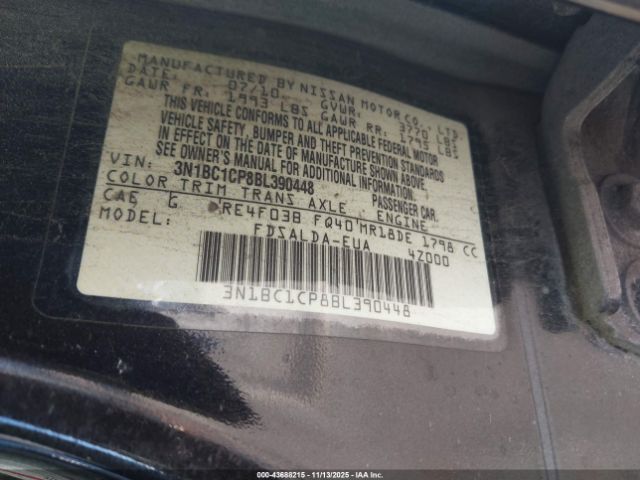 MANUFACTURED BY NISSAN MOTOR CO., LTD.
DATE: 07/10 GVWR: 3770 LBS
GAWR FR: 1993 LBS GAWR RR: 1795 LBS
THIS VEHICLE CONFORMS TO ALL APPLICABLE FEDERAL MOTOR
VEHICLE SAFETY, BUMPER AND THEFT PREVENTION STANDARDS
IN EFFECT ON THE DATE OF MANUFACTURE SHOWN ABOVE.
SEE OWNER'S MANUAL FOR ADDITIONAL INFORMATION.
VIN: 3N1BC1CP8BL390448 PASSENGER CAR.
COLOR TRIM TRANS AXLE ENGINE
CAE G RE4F03B FQ40 MR18DE 1798 CC
MODEL: FDSALDA-EUA 4Z000
3N1BC1CP8BL390448
000-43688215 - 11/13/2025 - IAAI.COM